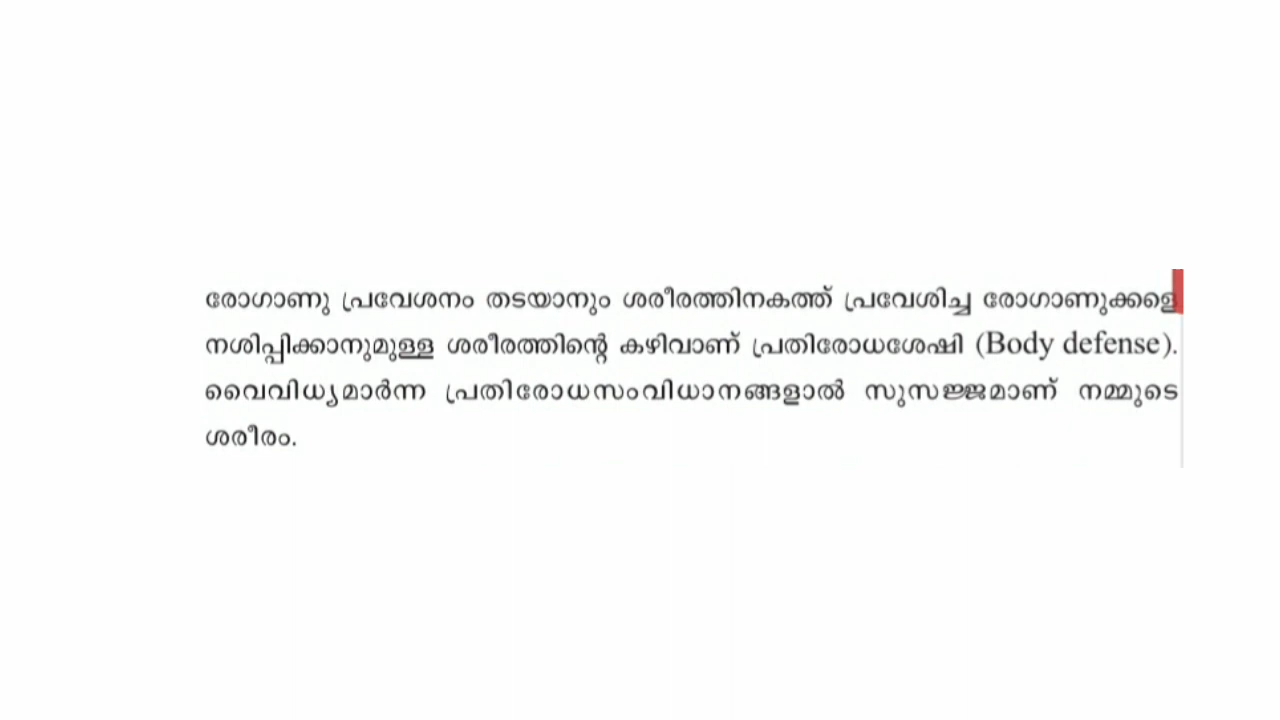 രോഗാണു പ്രവേശനം തടയാനും ശരീരത്തിനകത്ത് പ്രവേശിച്ച രോഗാണുക്കളെ
നശിപ്പിക്കാനുമുള്ള ശരീരത്തിന്റെ കഴിവാണ് പ്രതിരോധശേഷി (Body defense).
വൈവിധ്യമാർന്ന പ്രതിരോധസംവിധാനങ്ങളാൽ സുസജ്ജമാണ് നമ്മുടെ
ശരീരം.